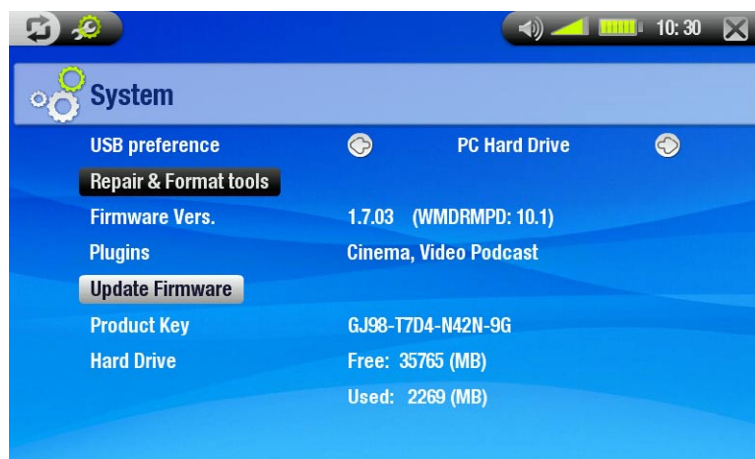 10:30
System
USB preference PC Hard Drive
Repair & Format tools
Firmware Vers. 1.7.03 (WMDRMPD: 10.1)
Plugins Cinema, Video Podcast
Update Firmware
Product Key GJ98-T7D4-N42N-9G
Hard Drive Free: 35765 (MB)
Used: 2269 (MB)